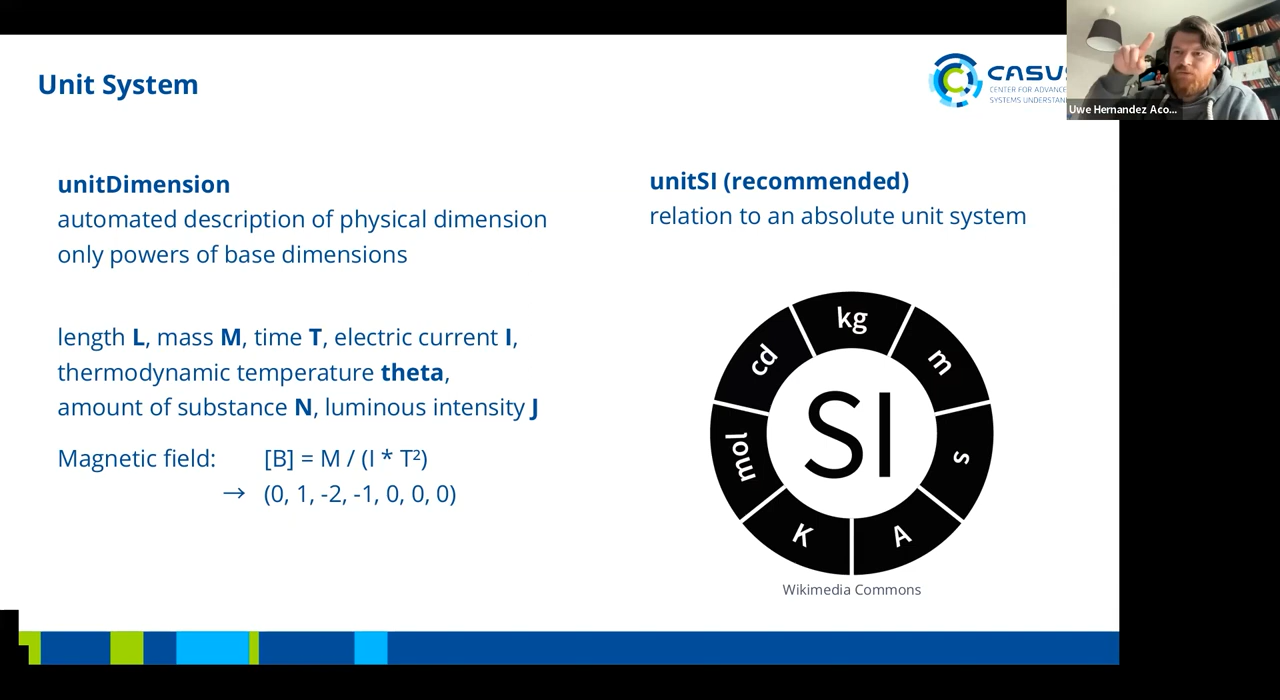 Unit System
CASUS
CENTER FOR ADVANCE
SYSTEMS UNDERSTAN
Uwe Hernandez Aco...
unitDimension
automated description of physical dimension
only powers of base dimensions
length L, mass M, time T, electric current I,
thermodynamic temperature theta,
amount of substance N, luminous intensity J
Magnetic field: [B] = M / (I * T²)
→ (0, 1, -2, -1, 0, 0, 0)
unitSI (recommended)
relation to an absolute unit system
kg
m
s
A
K
mol
cd
SI
Wikimedia Commons